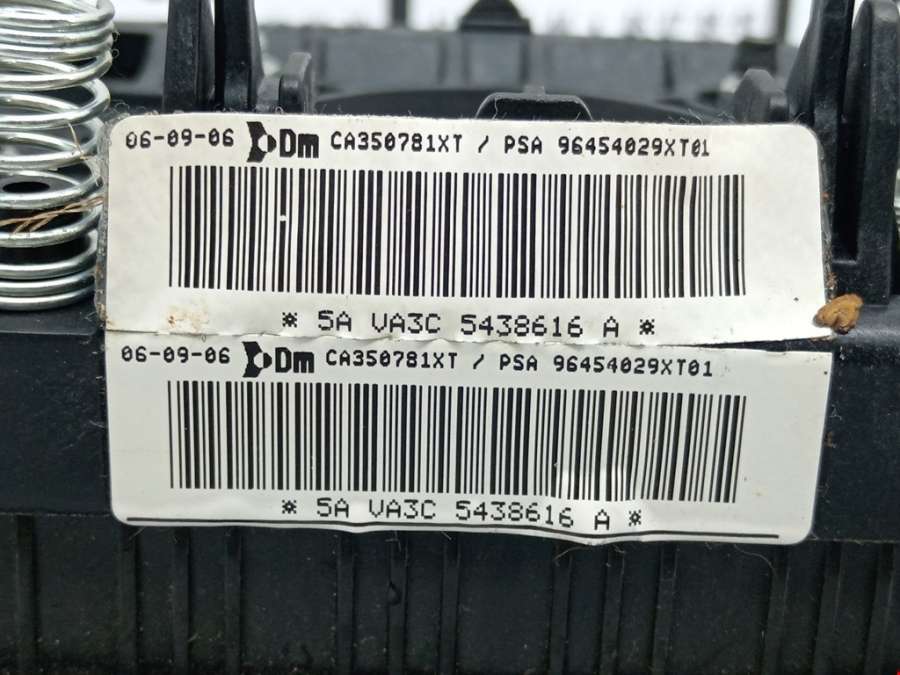 06-09-06 Dm CA350781XT / PSA 96454029XT01
* 5A VA3C 5438616 A *
06-09-06 Dm CA350781XT / PSA 96454029XT01
* 5A VA3C 5438616 A *